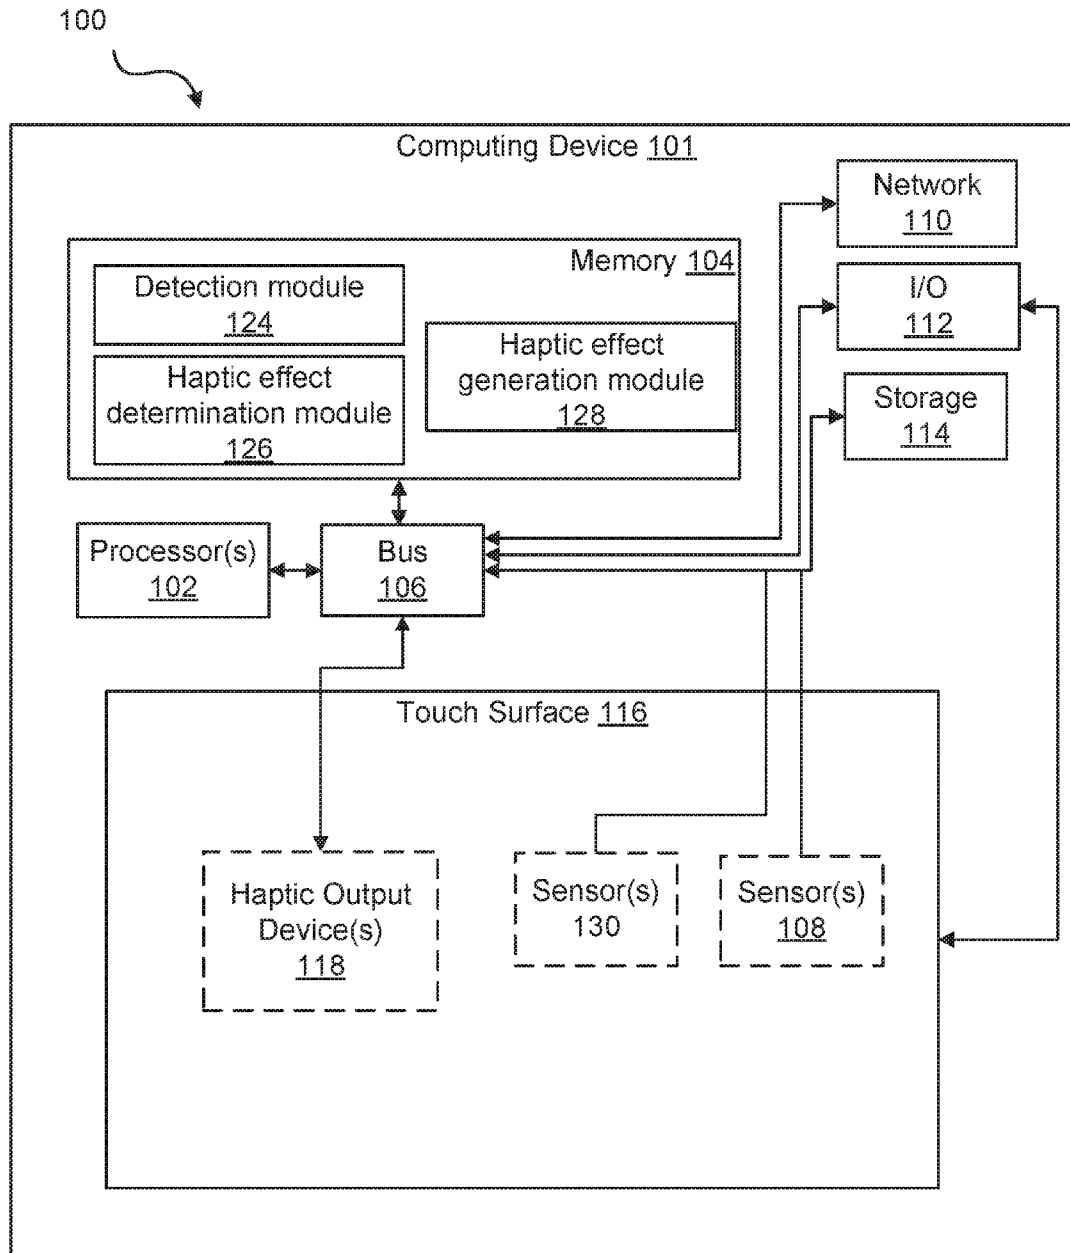 100
Computing Device 101
Network
110
Memory 104
Detection module
124
I/O
112
Haptic effect
generation module
128
Haptic effect
determination module
126
Storage
114
Processor(s)
102
Bus
106
Touch Surface 116
Haptic Output
Device(s)
118
Sensor(s)
130
Sensor(s)
108